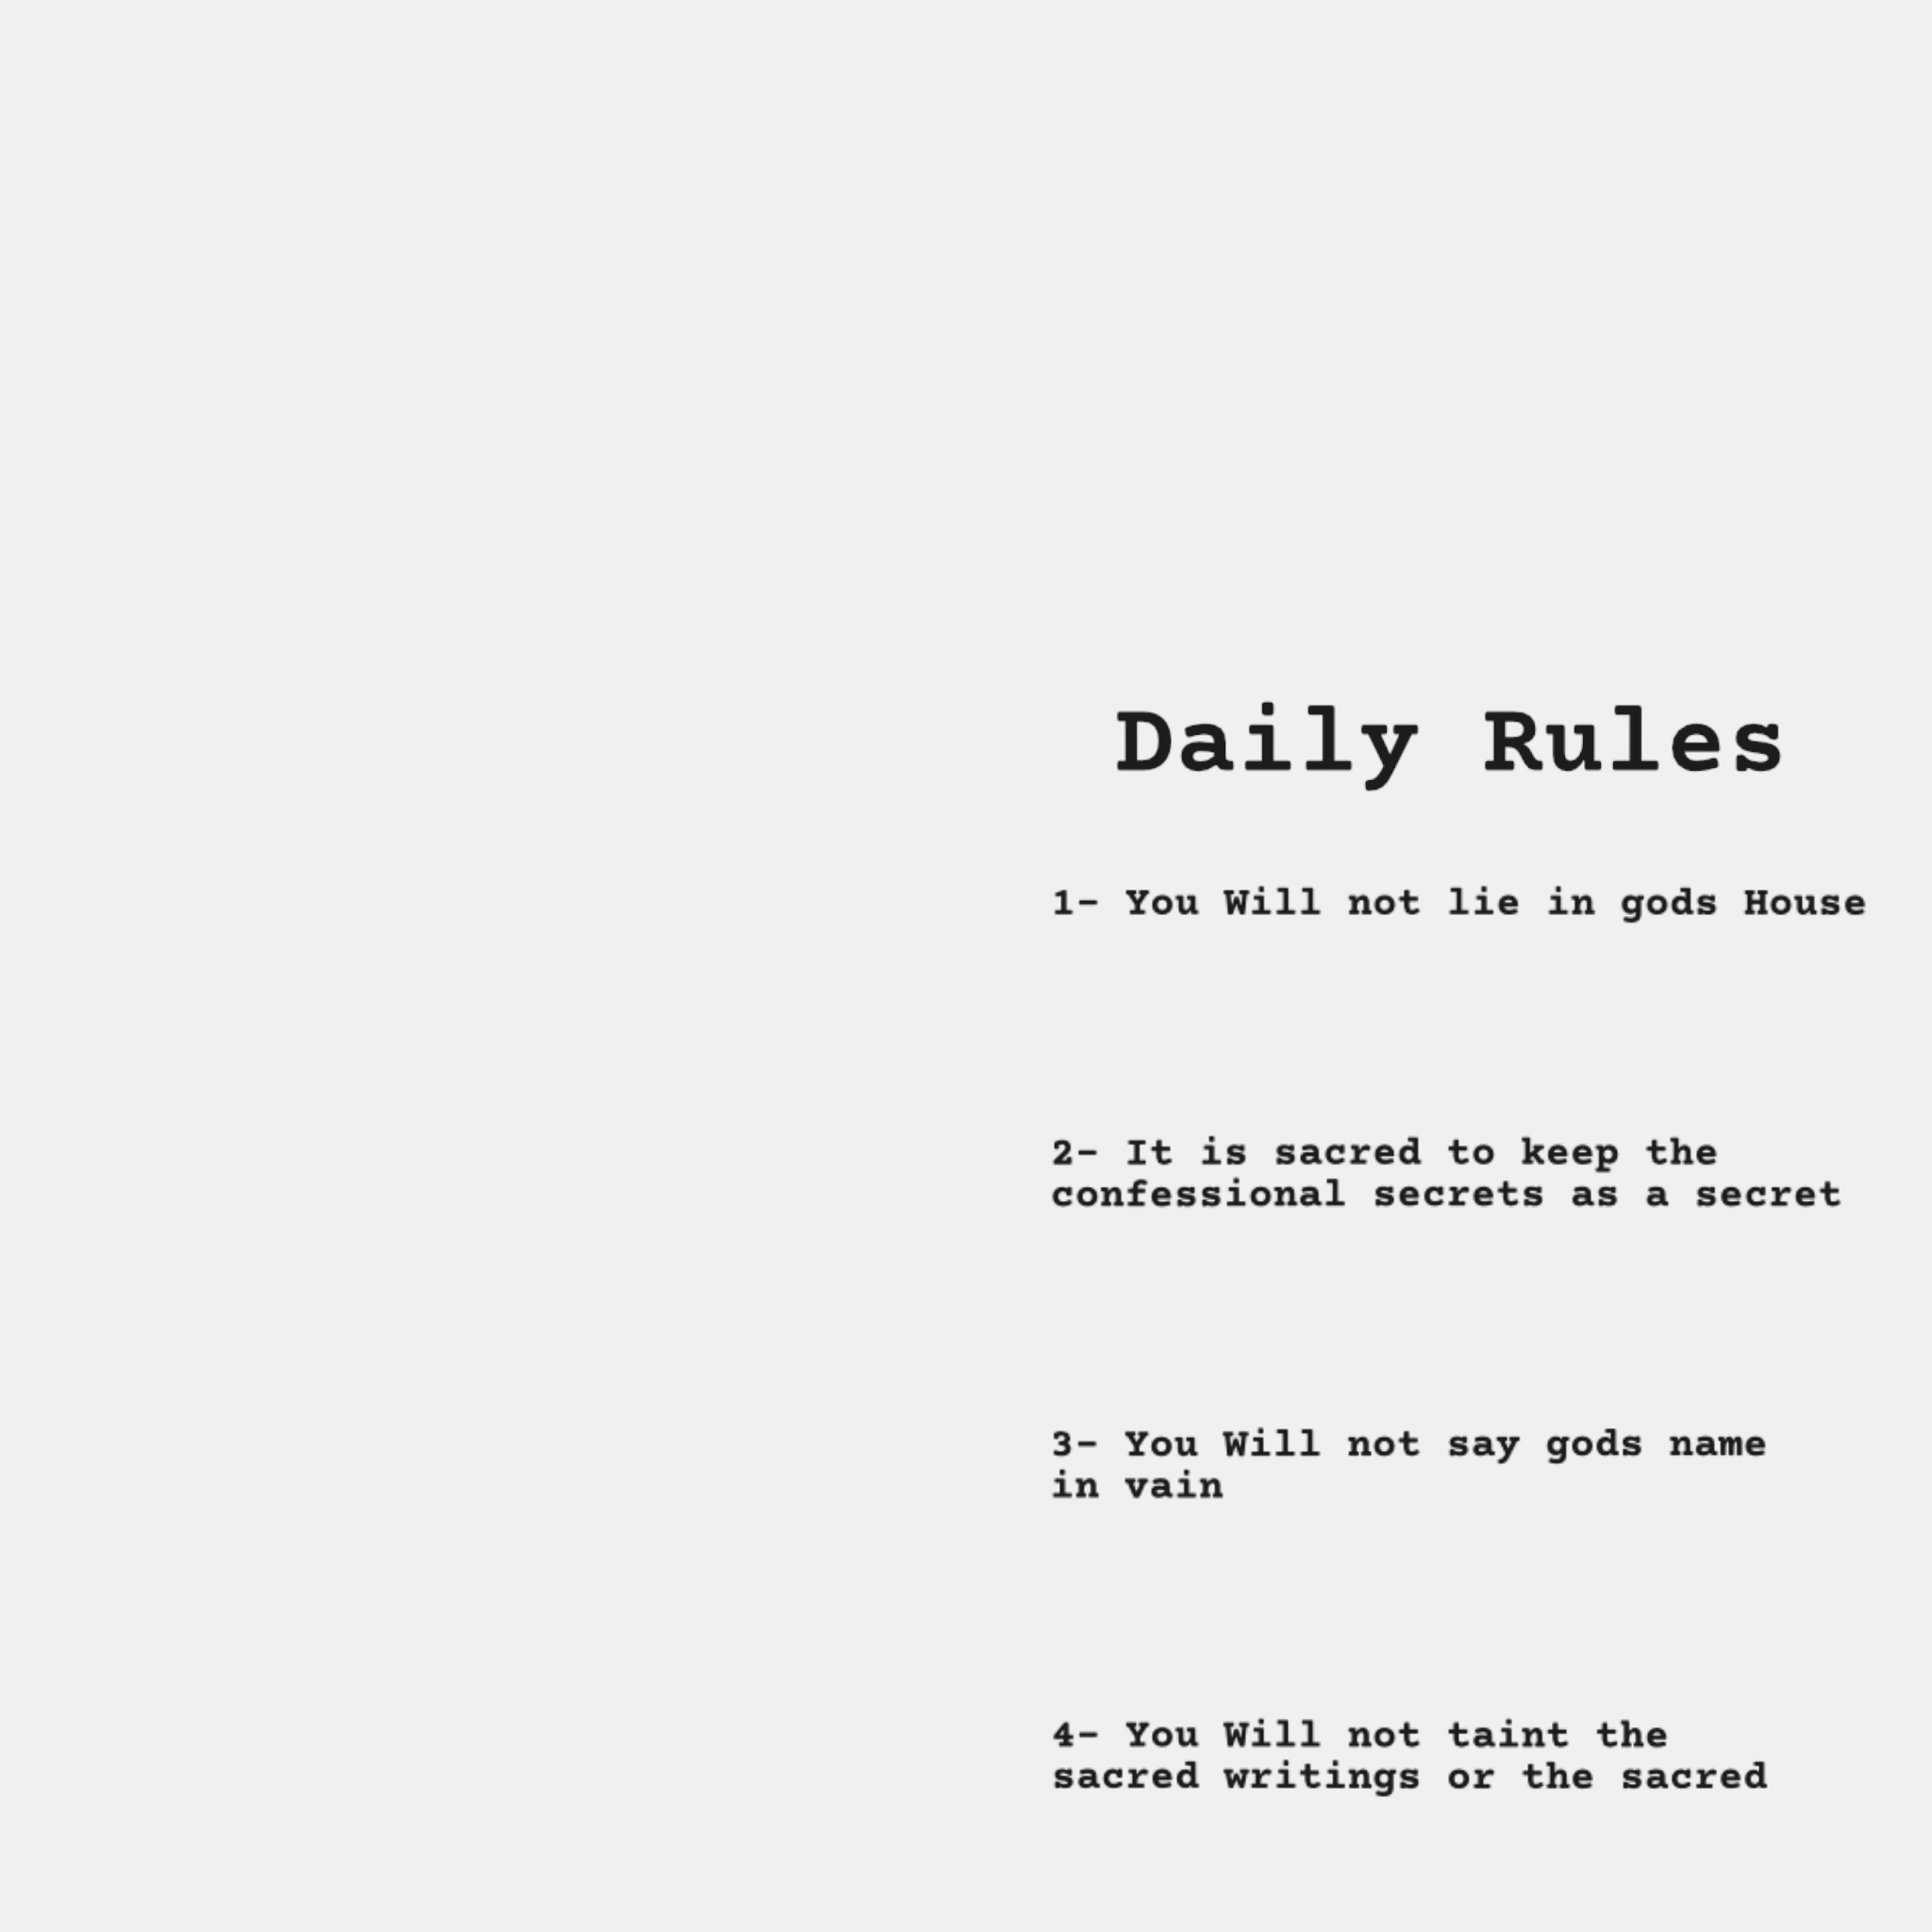 Daily Rules
1- You Will not lie in gods House
2- It is sacred to keep the
confessional secrets as a secret
3- You Will not say gods name
in vain
4- You Will not taint the
sacred writings or the sacred